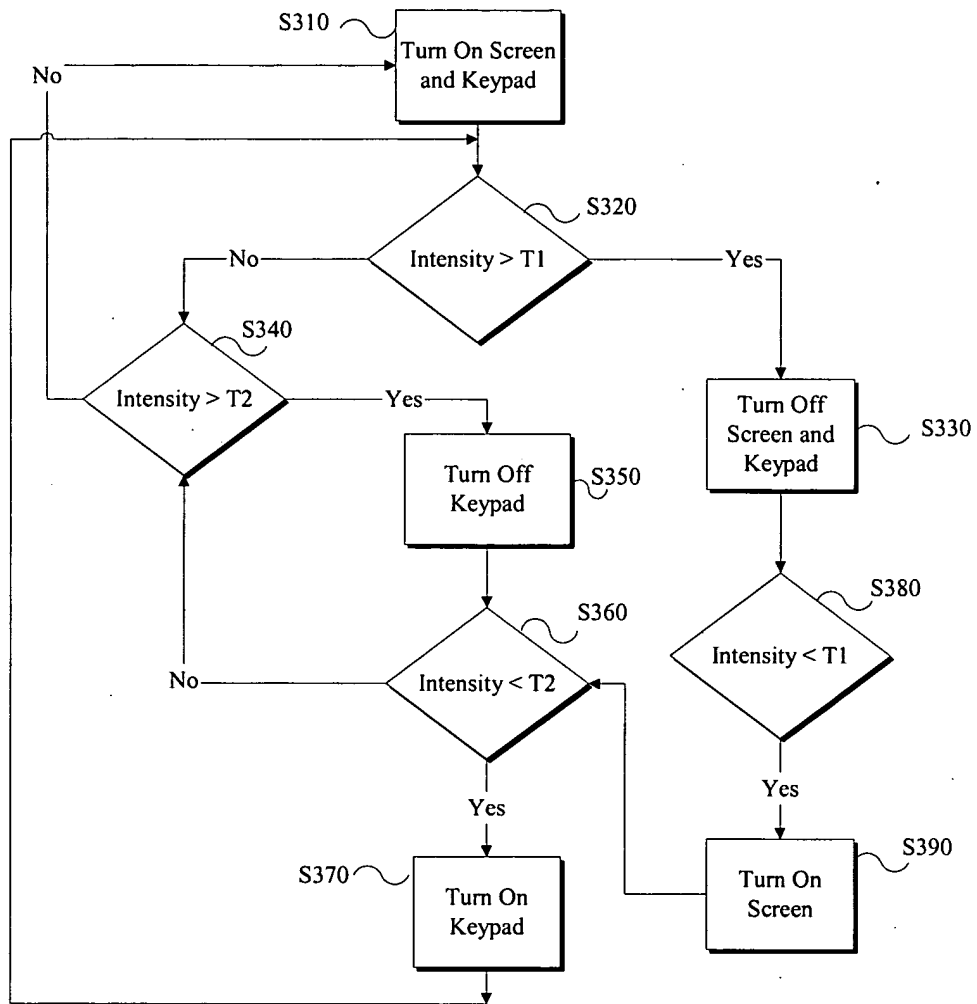 S310
Turn On Screen
and Keypad
No
S320
Intensity > T1
No
Yes
S340
Intensity > T2
Yes
Turn Off
Screen and
Keypad
S330
Turn Off
Keypad
S350
S380
Intensity < T1
S360
Intensity < T2
No
Yes
Yes
S370
Turn On
Keypad
S390
Turn On
Screen